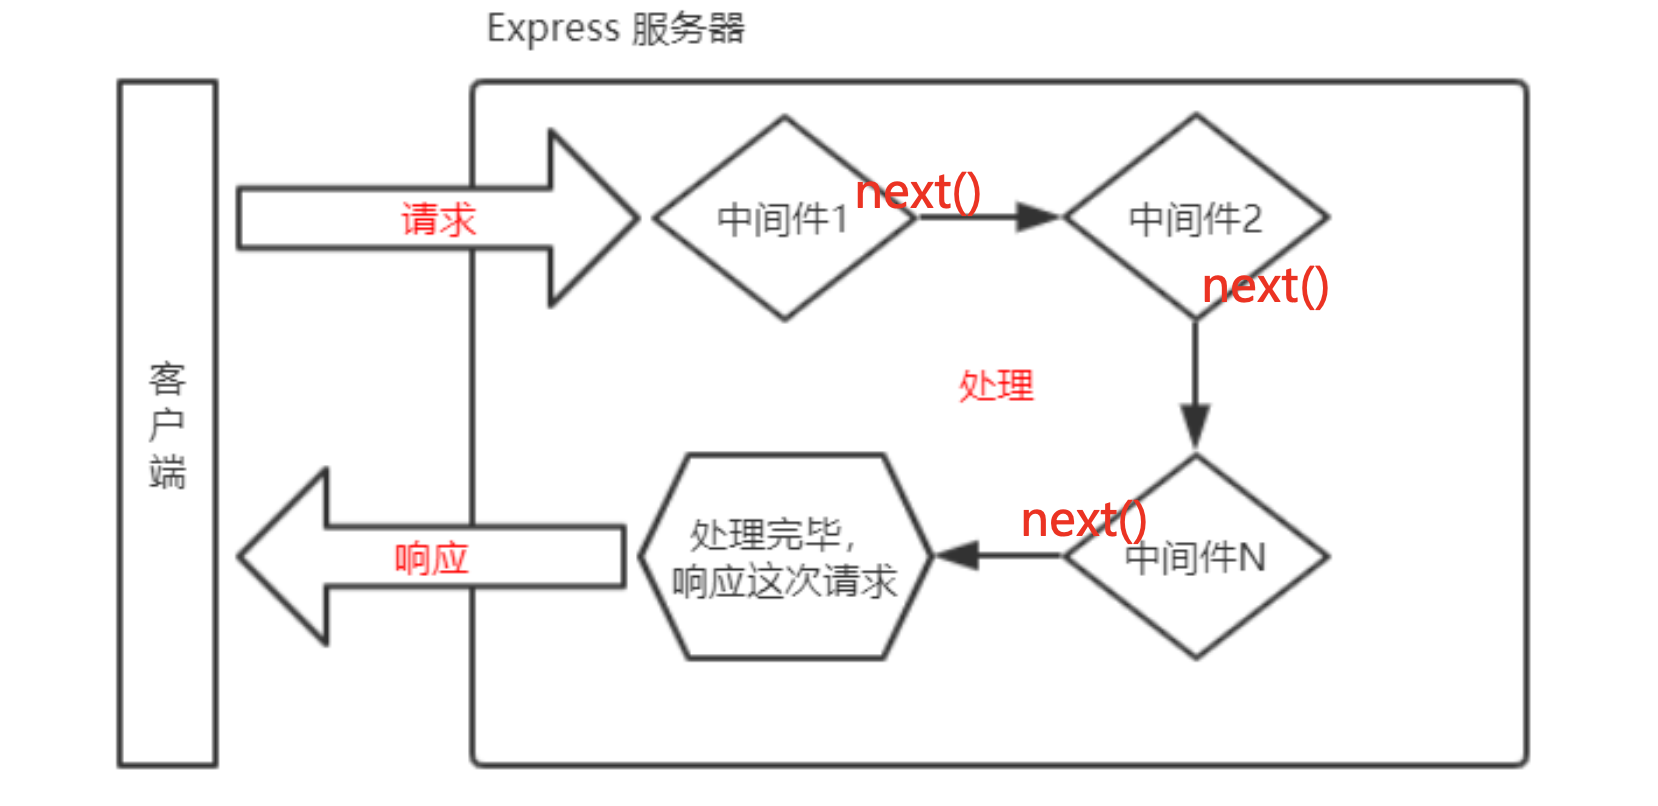 Express 服务器
客户端
请求
中间件1
next()
中间件2
next()
处理
next()
中间件N
处理完毕，
响应这次请求
响应